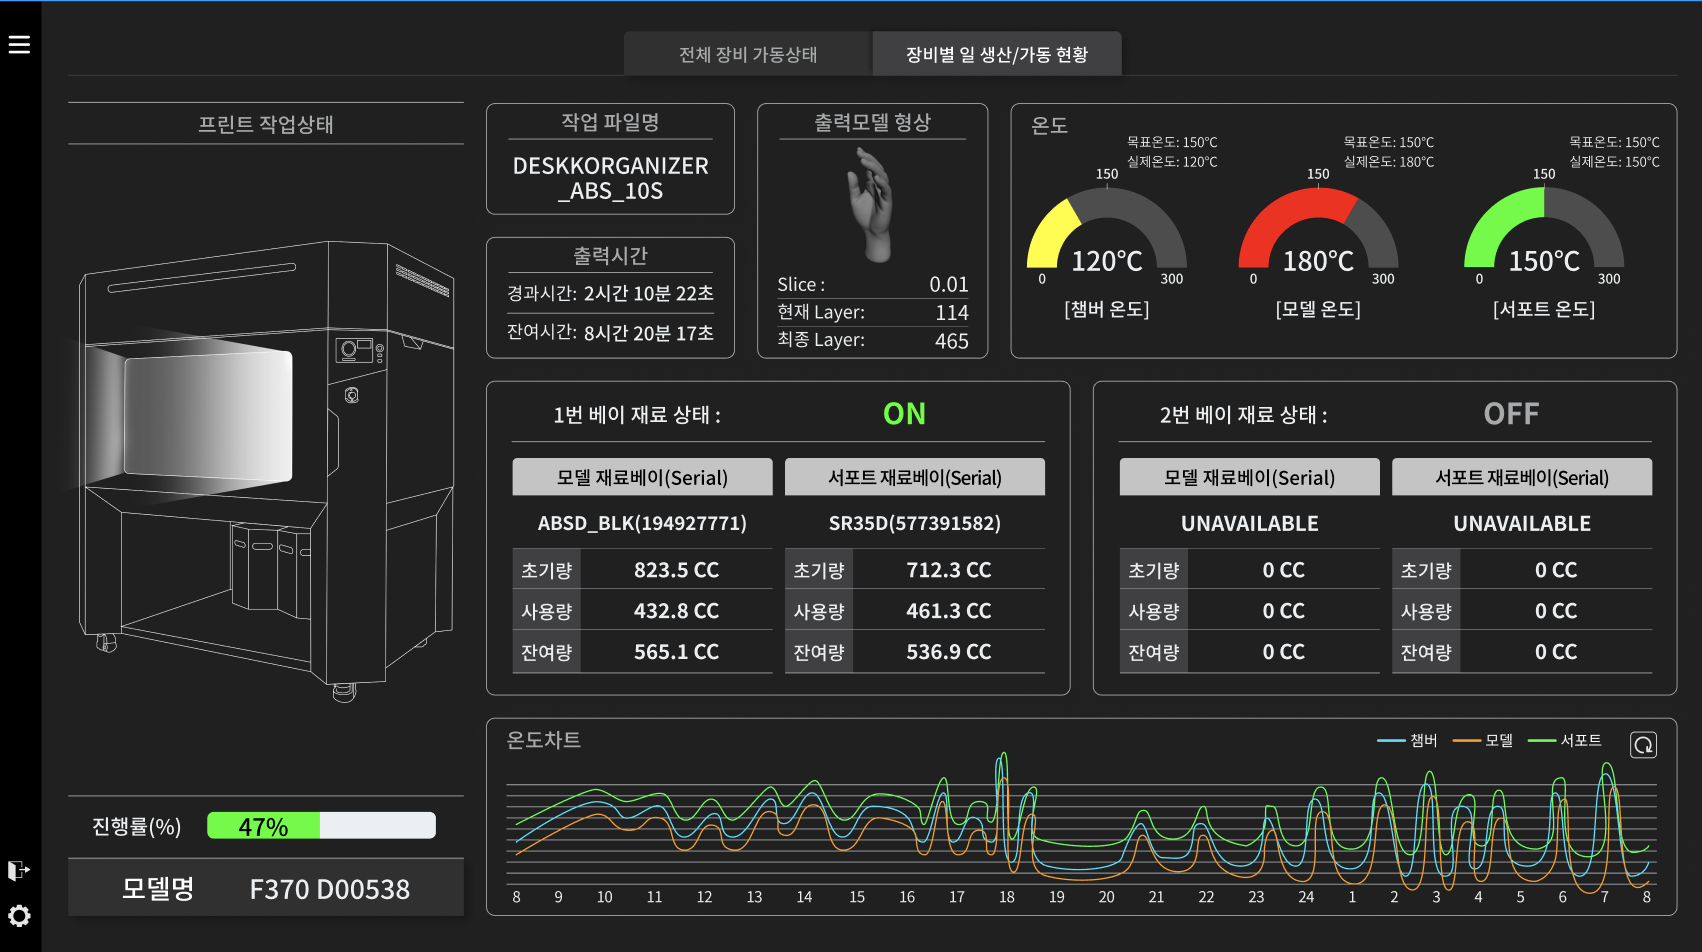 전체 장비 가동상태
장비별 일 생산/가동 현황
프린트 작업상태
진행률(%)
47%
모델명
F370 D00538
작업 파일명
DESKKORGANIZER
_ABS_10S
출력시간
경과시간: 2시간 10분 22초
잔여시간: 8시간 20분 17초
출력모델 형상
Slice : 0.01
현재 Layer: 114
최종 Layer: 465
온도
목표온도: 150°C
실제온도: 120°C
150
120°C
0 300
[챔버 온도]
목표온도: 150°C
실제온도: 180°C
150
180°C
0 300
[모델 온도]
목표온도: 150°C
실제온도: 150°C
150
150°C
0 300
[서포트 온도]
1번 베이 재료 상태 : ON
모델 재료베이(Serial)
ABSD_BLK(194927771)
초기량 823.5 CC
사용량 432.8 CC
잔여량 565.1 CC
서포트 재료베이(Serial)
SR35D(577391582)
초기량 712.3 CC
사용량 461.3 CC
잔여량 536.9 CC
2번 베이 재료 상태 : OFF
모델 재료베이(Serial)
UNAVAILABLE
초기량 0 CC
사용량 0 CC
잔여량 0 CC
서포트 재료베이(Serial)
UNAVAILABLE
초기량 0 CC
사용량 0 CC
잔여량 0 CC
온도차트
챔버 모델 서포트
8 9 10 11 12 13 14 15 16 17 18 19 20 21 22 23 24 1 2 3 4 5 6 7 8